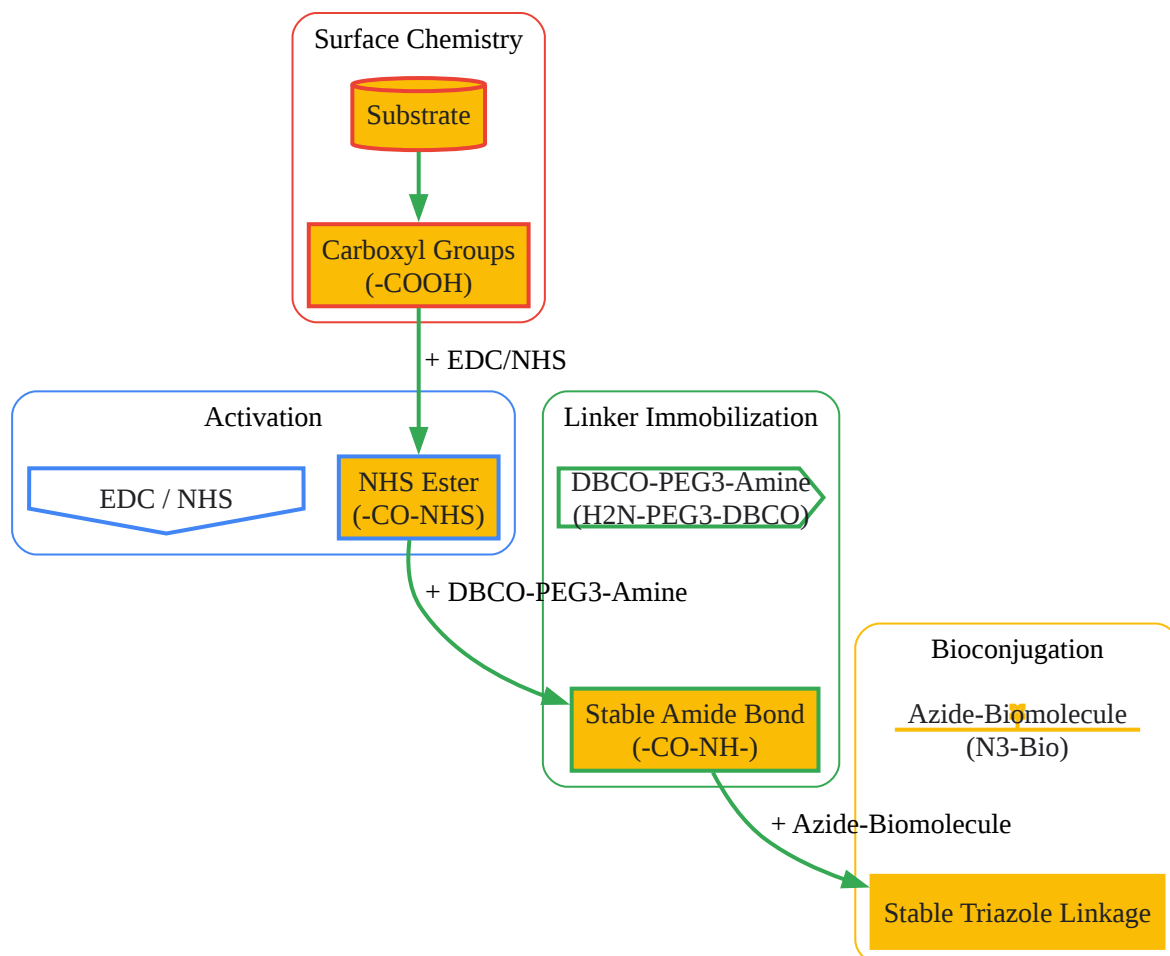 Surface Chemistry
Substrate
Carboxyl Groups
(-COOH)
+ EDC/NHS
Activation
EDC / NHS
NHS Ester
(-CO-NHS)
Linker Immobilization
DBCO-PEG3-Amine
(H2N-PEG3-DBCO)
+ DBCO-PEG3-Amine
Stable Amide Bond
(-CO-NH-)
Bioconjugation
Azide-Biomolecule
(N3-Bio)
+ Azide-Biomolecule
Stable Triazole Linkage